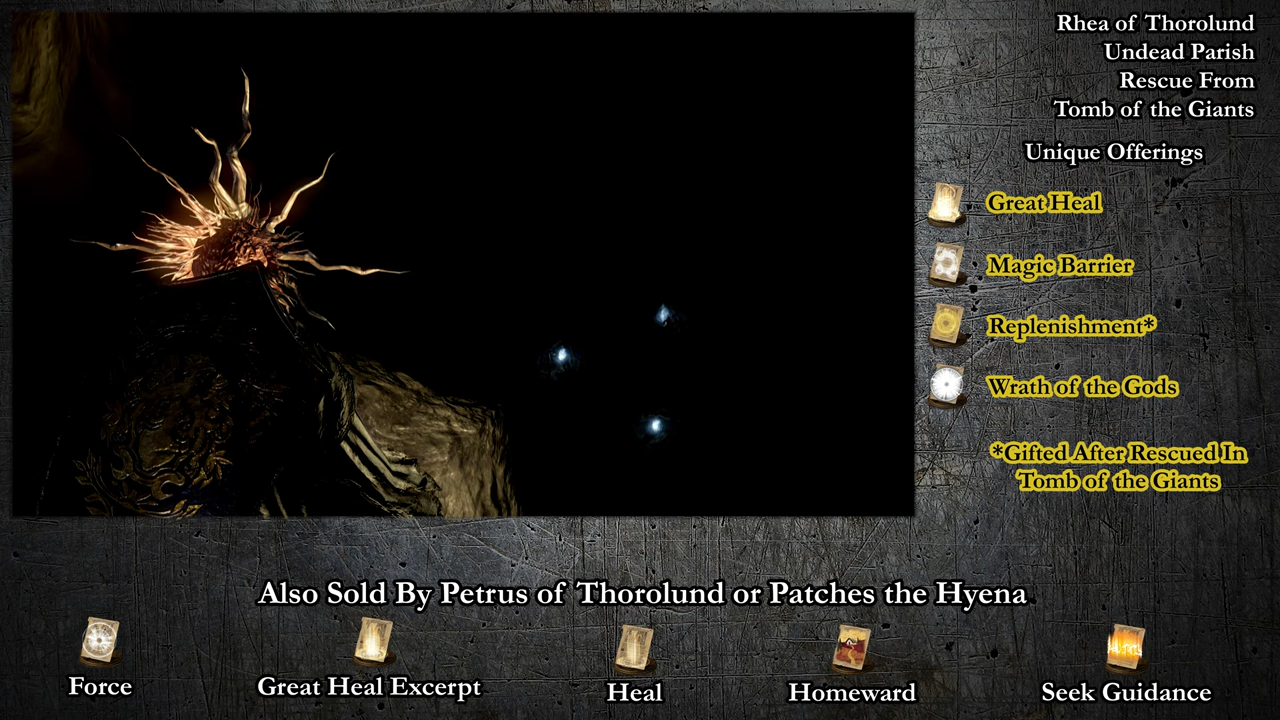 Rhea of Thorolund
Undead Parish
Rescue From
Tomb of the Giants
Unique Offerings
Great Heal
Magic Barrier
Replenishment*
Wrath of the Gods
*Gifted After Rescued In
Tomb of the Giants
Also Sold By Petrus of Thorolund or Patches the Hyena
Force
Great Heal Excerpt
Heal
Homeward
Seek Guidance